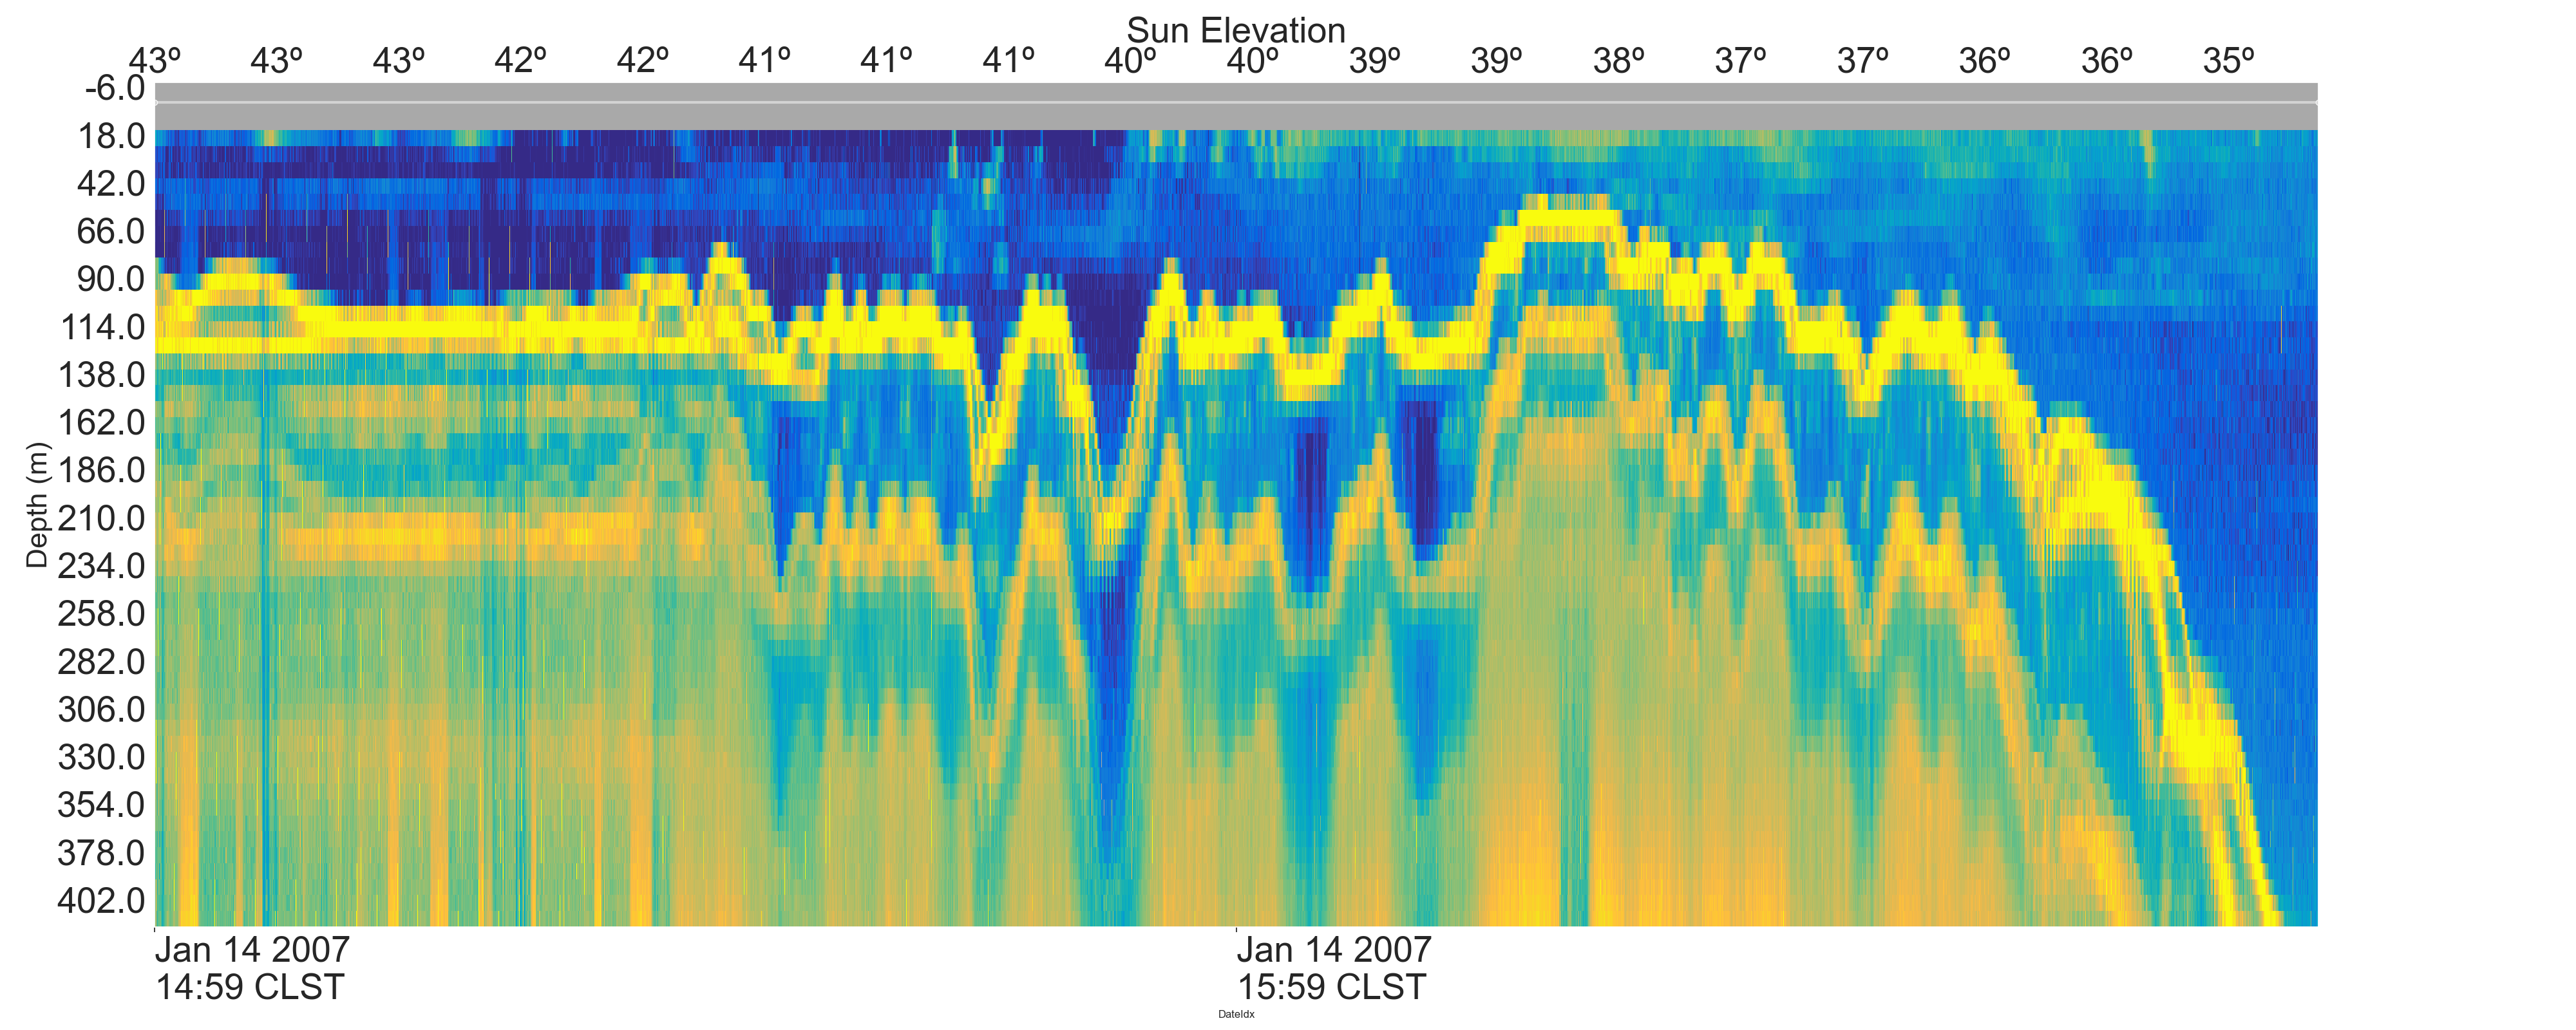 Sun Elevation
43º 43º 43º 42º 42º 41º 41º 41º 40º 40º 39º 39º 38º 37º 37º 36º 36º 35º
-6.0
18.0
42.0
66.0
90.0
114.0
138.0
162.0
186.0
210.0
234.0
258.0
282.0
306.0
330.0
354.0
378.0
402.0
Depth (m)
Jan 14 2007
14:59 CLST
Jan 14 2007
15:59 CLST
DateIdx